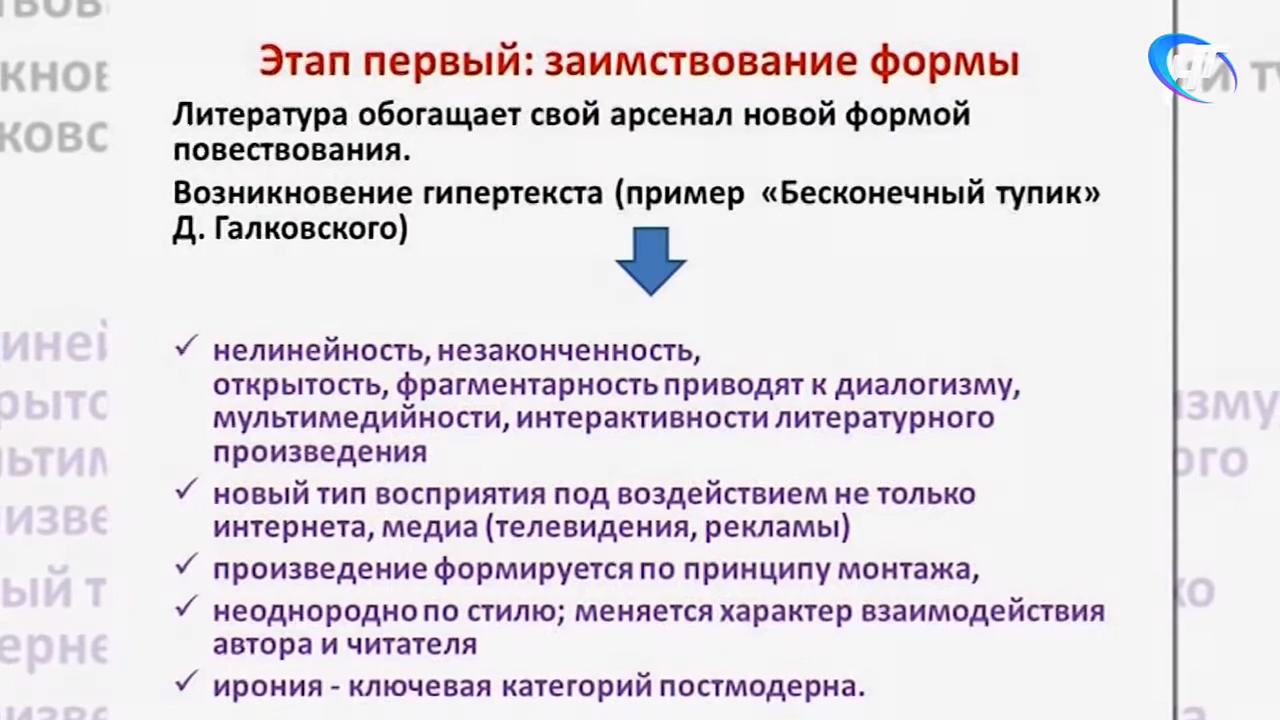 Этап первый: заимствование формы
Литература обогащает свой арсенал новой формой
повествования.
Возникновение гипертекста (пример «Бесконечный тупик»
Д. Галковского)
нелинейность, незаконченность,
открытость, фрагментарность приводят к диалогизму,
мультимедийности, интерактивности литературного
произведения
новый тип восприятия под воздействием не только
интернета, медиа (телевидения, рекламы)
произведение формируется по принципу монтажа,
неоднородно по стилю; меняется характер взаимодействия
автора и читателя
ирония - ключевая категорий постмодерна.